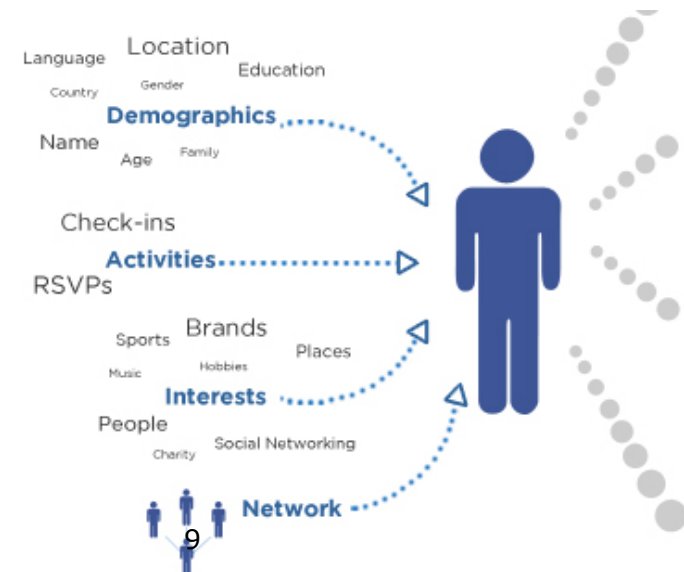 Location
Language
Education
Gender
Country
Demographics
Name
Family
Age
Check-ins
Activities
RSVPs
Brands
Sports
Places
Hobbies
Music
Interests
People
Social Networking
Charity
Network
9